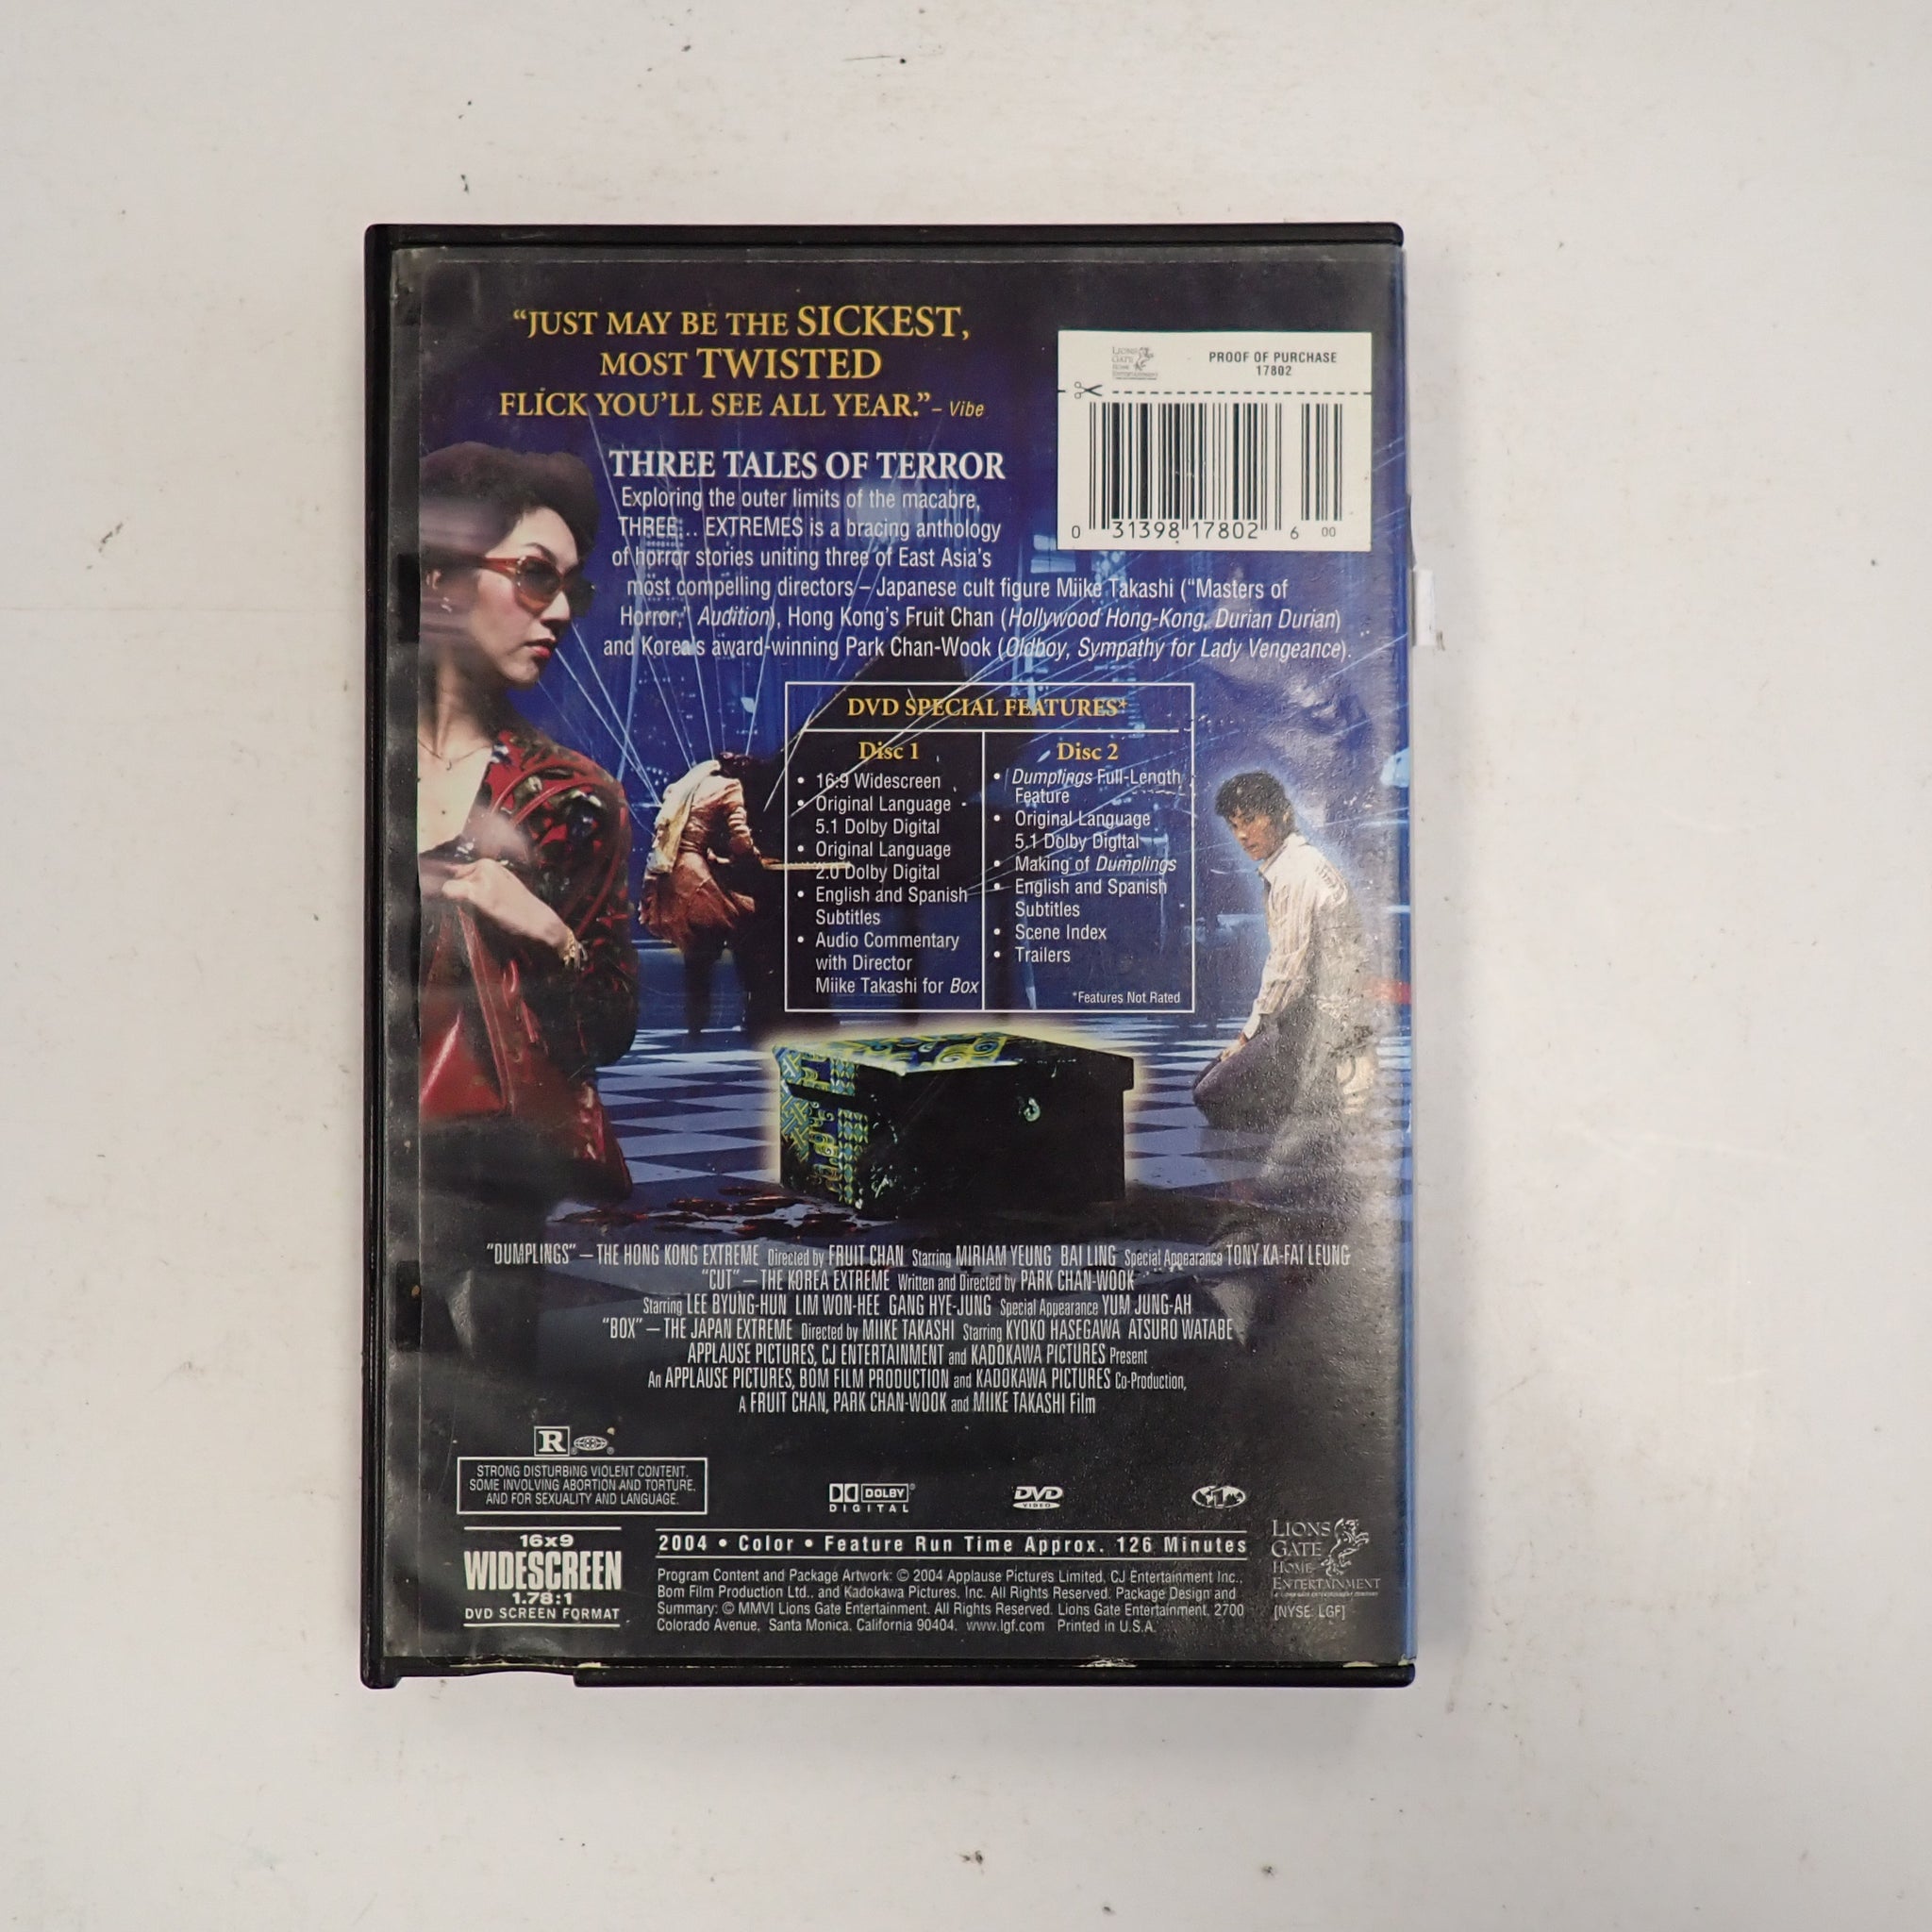 “JUST MAY BE THE SICKEST,
MOST TWISTED
FLICK YOU’LL SEE ALL YEAR.” – Vibe
LIONS
GATE
HOME
ENTERTAINMENT
PROOF OF PURCHASE
17802
0 31398 17802 6 00
THREE TALES OF TERROR
Exploring the outer limits of the macabre,
THREE... EXTREMES is a bracing anthology
of horror stories uniting three of East Asia’s
most compelling directors – Japanese cult figure Miike Takashi (“Masters of
Horror,” Audition), Hong Kong’s Fruit Chan (Hollywood Hong-Kong, Durian Durian)
and Korea’s award-winning Park Chan-Wook (Oldboy, Sympathy for Lady Vengeance).
DVD SPECIAL FEATURES*
Disc 1
• 16:9 Widescreen
• Original Language
5.1 Dolby Digital
• Original Language
2.0 Dolby Digital
• English and Spanish
Subtitles
• Audio Commentary
with Director
Miike Takashi for Box
Disc 2
• Dumplings Full-Length
Feature
• Original Language
5.1 Dolby Digital
• Making of Dumplings
• English and Spanish
Subtitles
• Scene Index
• Trailers
*Features Not Rated
“DUMPLINGS” – THE HONG KONG EXTREME Directed by FRUIT CHAN Starring MIRIAM YEUNG BAI LING Special Appearance TONY KA-FAI LEUNG
“CUT” – THE KOREA EXTREME Written and Directed by PARK CHAN-WOOK
Starring LEE BYUNG-HUN LIM WON-HEE GANG HYE-JUNG Special Appearance YUM JUNG-AH
“BOX” – THE JAPAN EXTREME Directed by MIIKE TAKASHI Starring KYOKO HASEGAWA ATSURO WATABE
APPLAUSE PICTURES, CJ ENTERTAINMENT and KADOKAWA PICTURES Present
An APPLAUSE PICTURES, BOM FILM PRODUCTION and KADOKAWA PICTURES Co-Production,
A FRUIT CHAN, PARK CHAN-WOOK and MIIKE TAKASHI Film
R
STRONG DISTURBING VIOLENT CONTENT,
SOME INVOLVING ABORTION AND TORTURE,
AND FOR SEXUALITY AND LANGUAGE.
DOLBY
DIGITAL
DVD
VIDEO
16x9
WIDESCREEN
1.78:1
DVD SCREEN FORMAT
2004 • Color • Feature Run Time Approx. 126 Minutes
Program Content and Package Artwork: © 2004 Applause Pictures Limited, CJ Entertainment Inc.,
Bom Film Production Ltd., and Kadokawa Pictures, Inc. All Rights Reserved. Package Design and
Summary: © MMVI Lions Gate Entertainment. All Rights Reserved. Lions Gate Entertainment, 2700
Colorado Avenue, Santa Monica, California 90404. www.lgf.com Printed in U.S.A.
LIONS
GATE
HOME
ENTERTAINMENT
[NYSE: LGF]